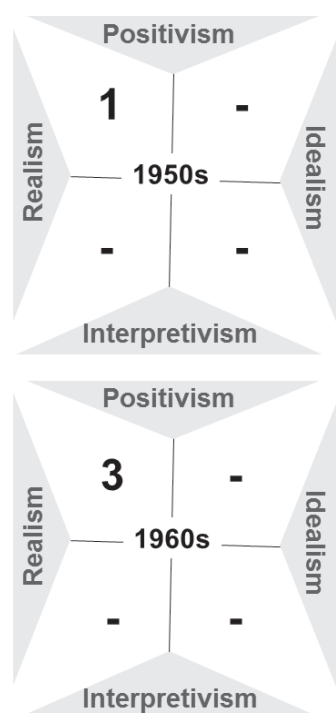 Positivism
1 -
Realism
1950s
Idealism
- -
Interpretivism
Positivism
3 -
Realism
1960s
Idealism
- -
Interpretivism